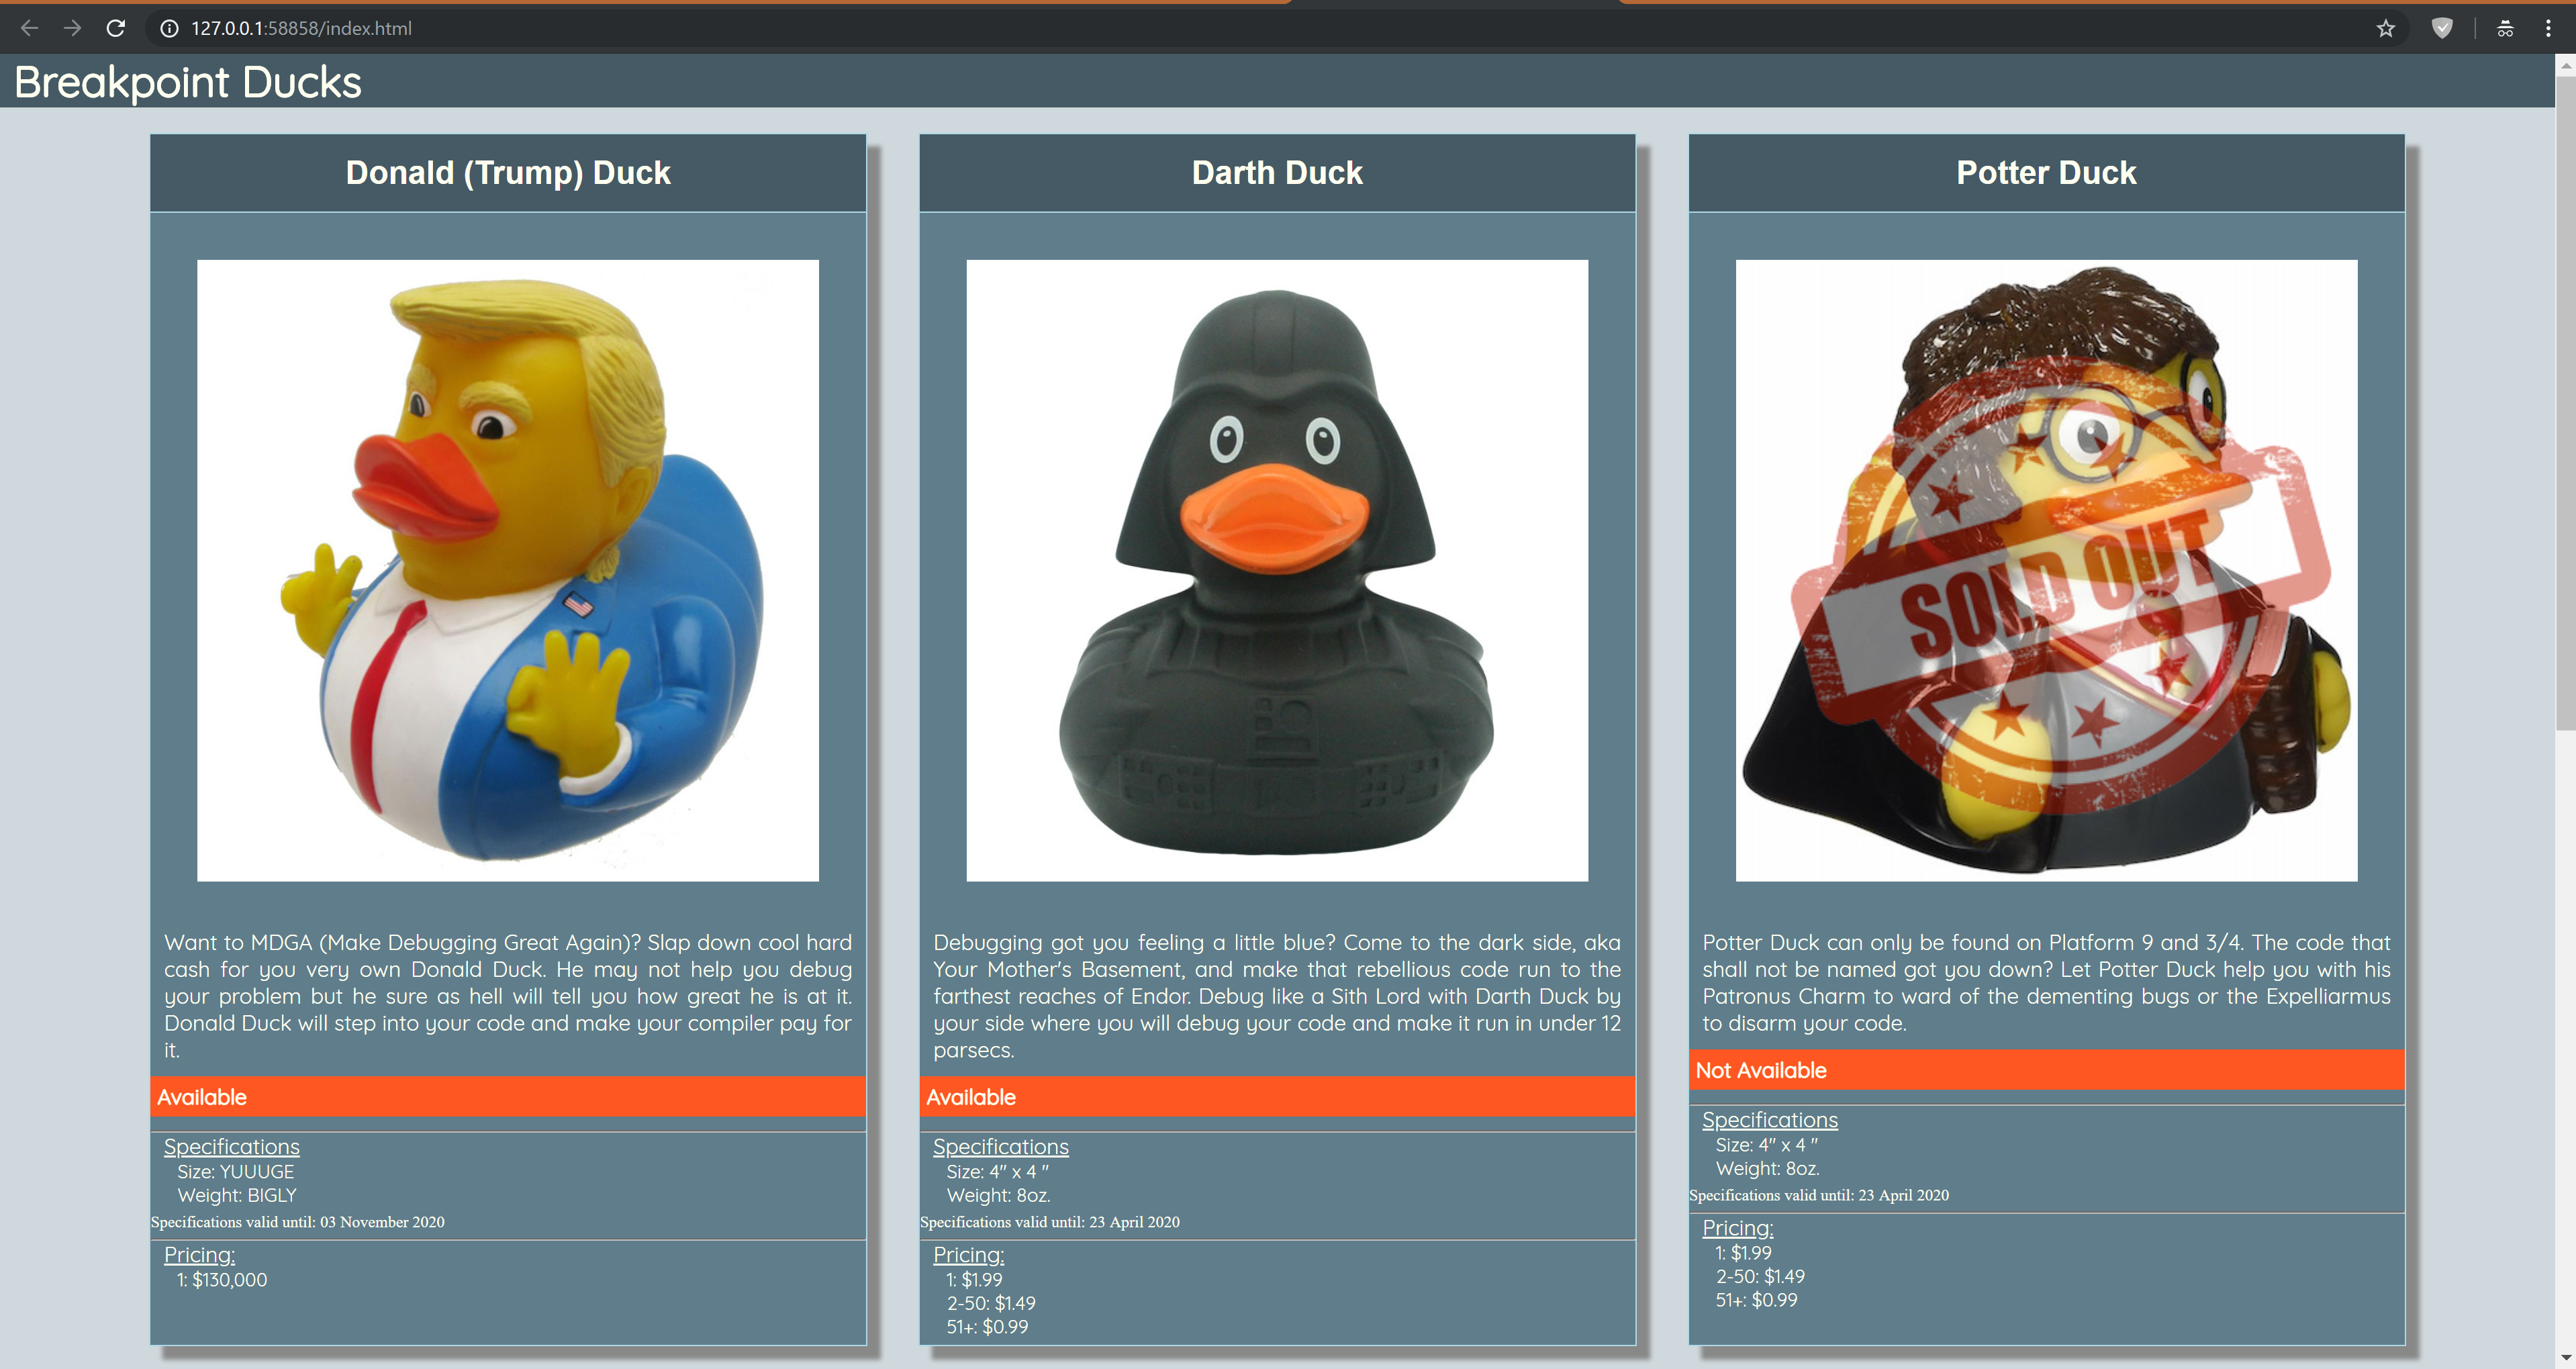 127.0.0.1:58858/index.html
Breakpoint Ducks
Donald (Trump) Duck
Want to MDGA (Make Debugging Great Again)? Slap down cool hard
cash for you very own Donald Duck. He may not help you debug
your problem but he sure as hell will tell you how great he is at it.
Donald Duck will step into your code and make your compiler pay for
it.
Available
Specifications
Size: YUUUGE
Weight: BIGLY
Specifications valid until: 03 November 2020
Pricing:
1: $130,000
Darth Duck
Debugging got you feeling a little blue? Come to the dark side, aka
Your Mother's Basement, and make that rebellious code run to the
farthest reaches of Endor. Debug like a Sith Lord with Darth Duck by
your side where you will debug your code and make it run in under 12
parsecs.
Available
Specifications
Size: 4" x 4 "
Weight: 8oz.
Specifications valid until: 23 April 2020
Pricing:
1: $1.99
2-50: $1.49
51+: $0.99
Potter Duck
SOLD OUT
Potter Duck can only be found on Platform 9 and 3/4. The code that
shall not be named got you down? Let Potter Duck help you with his
Patronus Charm to ward of the dementing bugs or the Expelliarmus
to disarm your code.
Not Available
Specifications
Size: 4" x 4 "
Weight: 8oz.
Specifications valid until: 23 April 2020
Pricing:
1: $1.99
2-50: $1.49
51+: $0.99